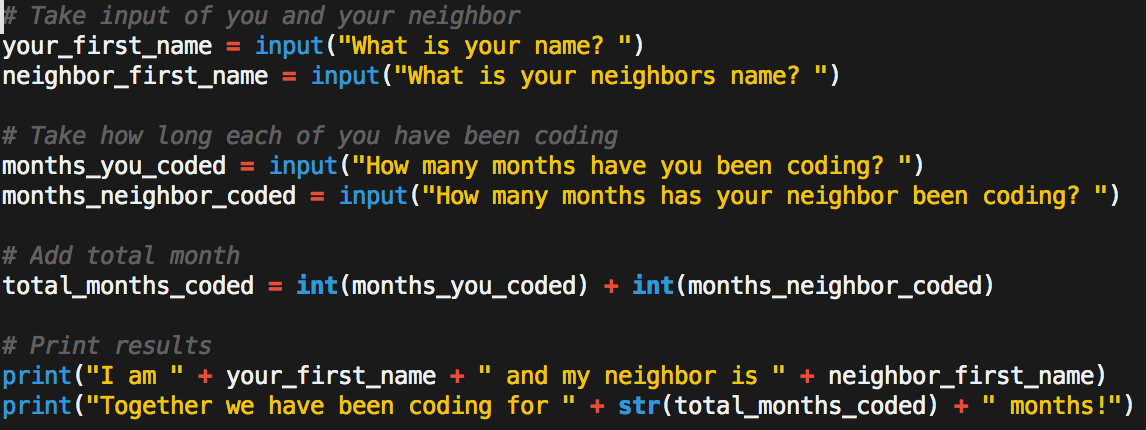 # Take input of you and your neighbor
your_first_name = input("What is your name? ")
neighbor_first_name = input("What is your neighbors name? ")
# Take how long each of you have been coding
months_you_coded = input("How many months have you been coding? ")
months_neighbor_coded = input("How many months has your neighbor been coding? ")
# Add total month
total_months_coded = int(months_you_coded) + int(months_neighbor_coded)
# Print results
print("I am " + your_first_name + " and my neighbor is " + neighbor_first_name)
print("Together we have been coding for " + str(total_months_coded) + " months!")